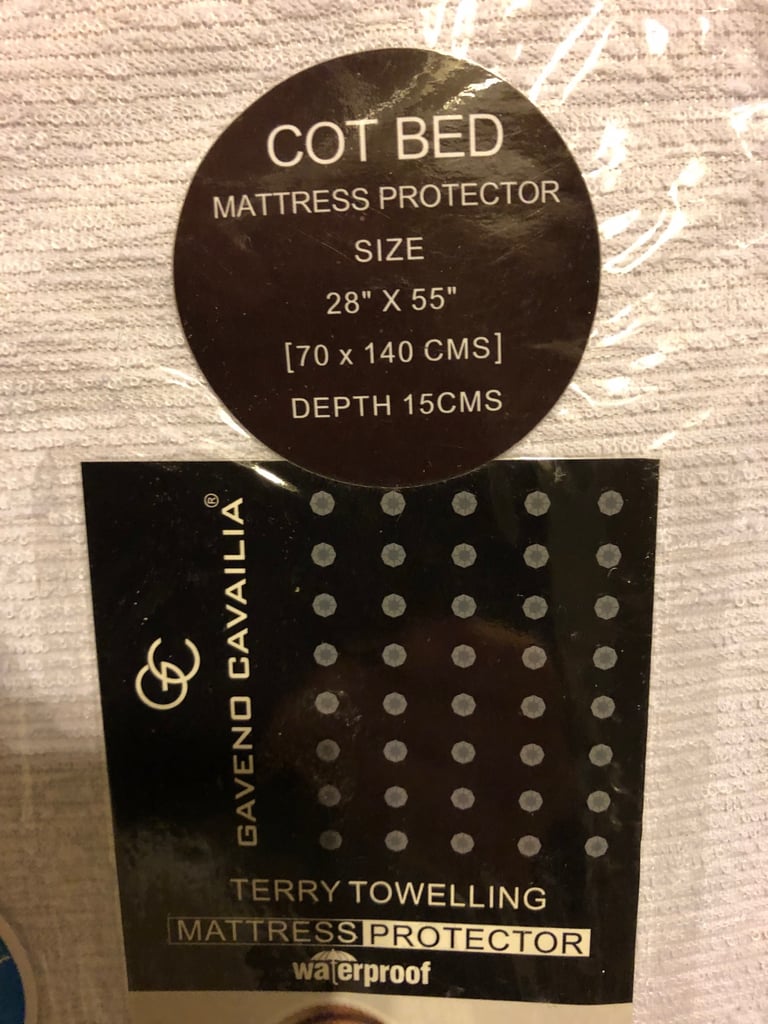 COT BED
MATTRESS PROTECTOR
SIZE
28" X 55"
[70 x 140 CMS]
DEPTH 15CMS
GC
GAVENO CAVAILIA®
TERRY TOWELLING
MATTRESS PROTECTOR
waterproof